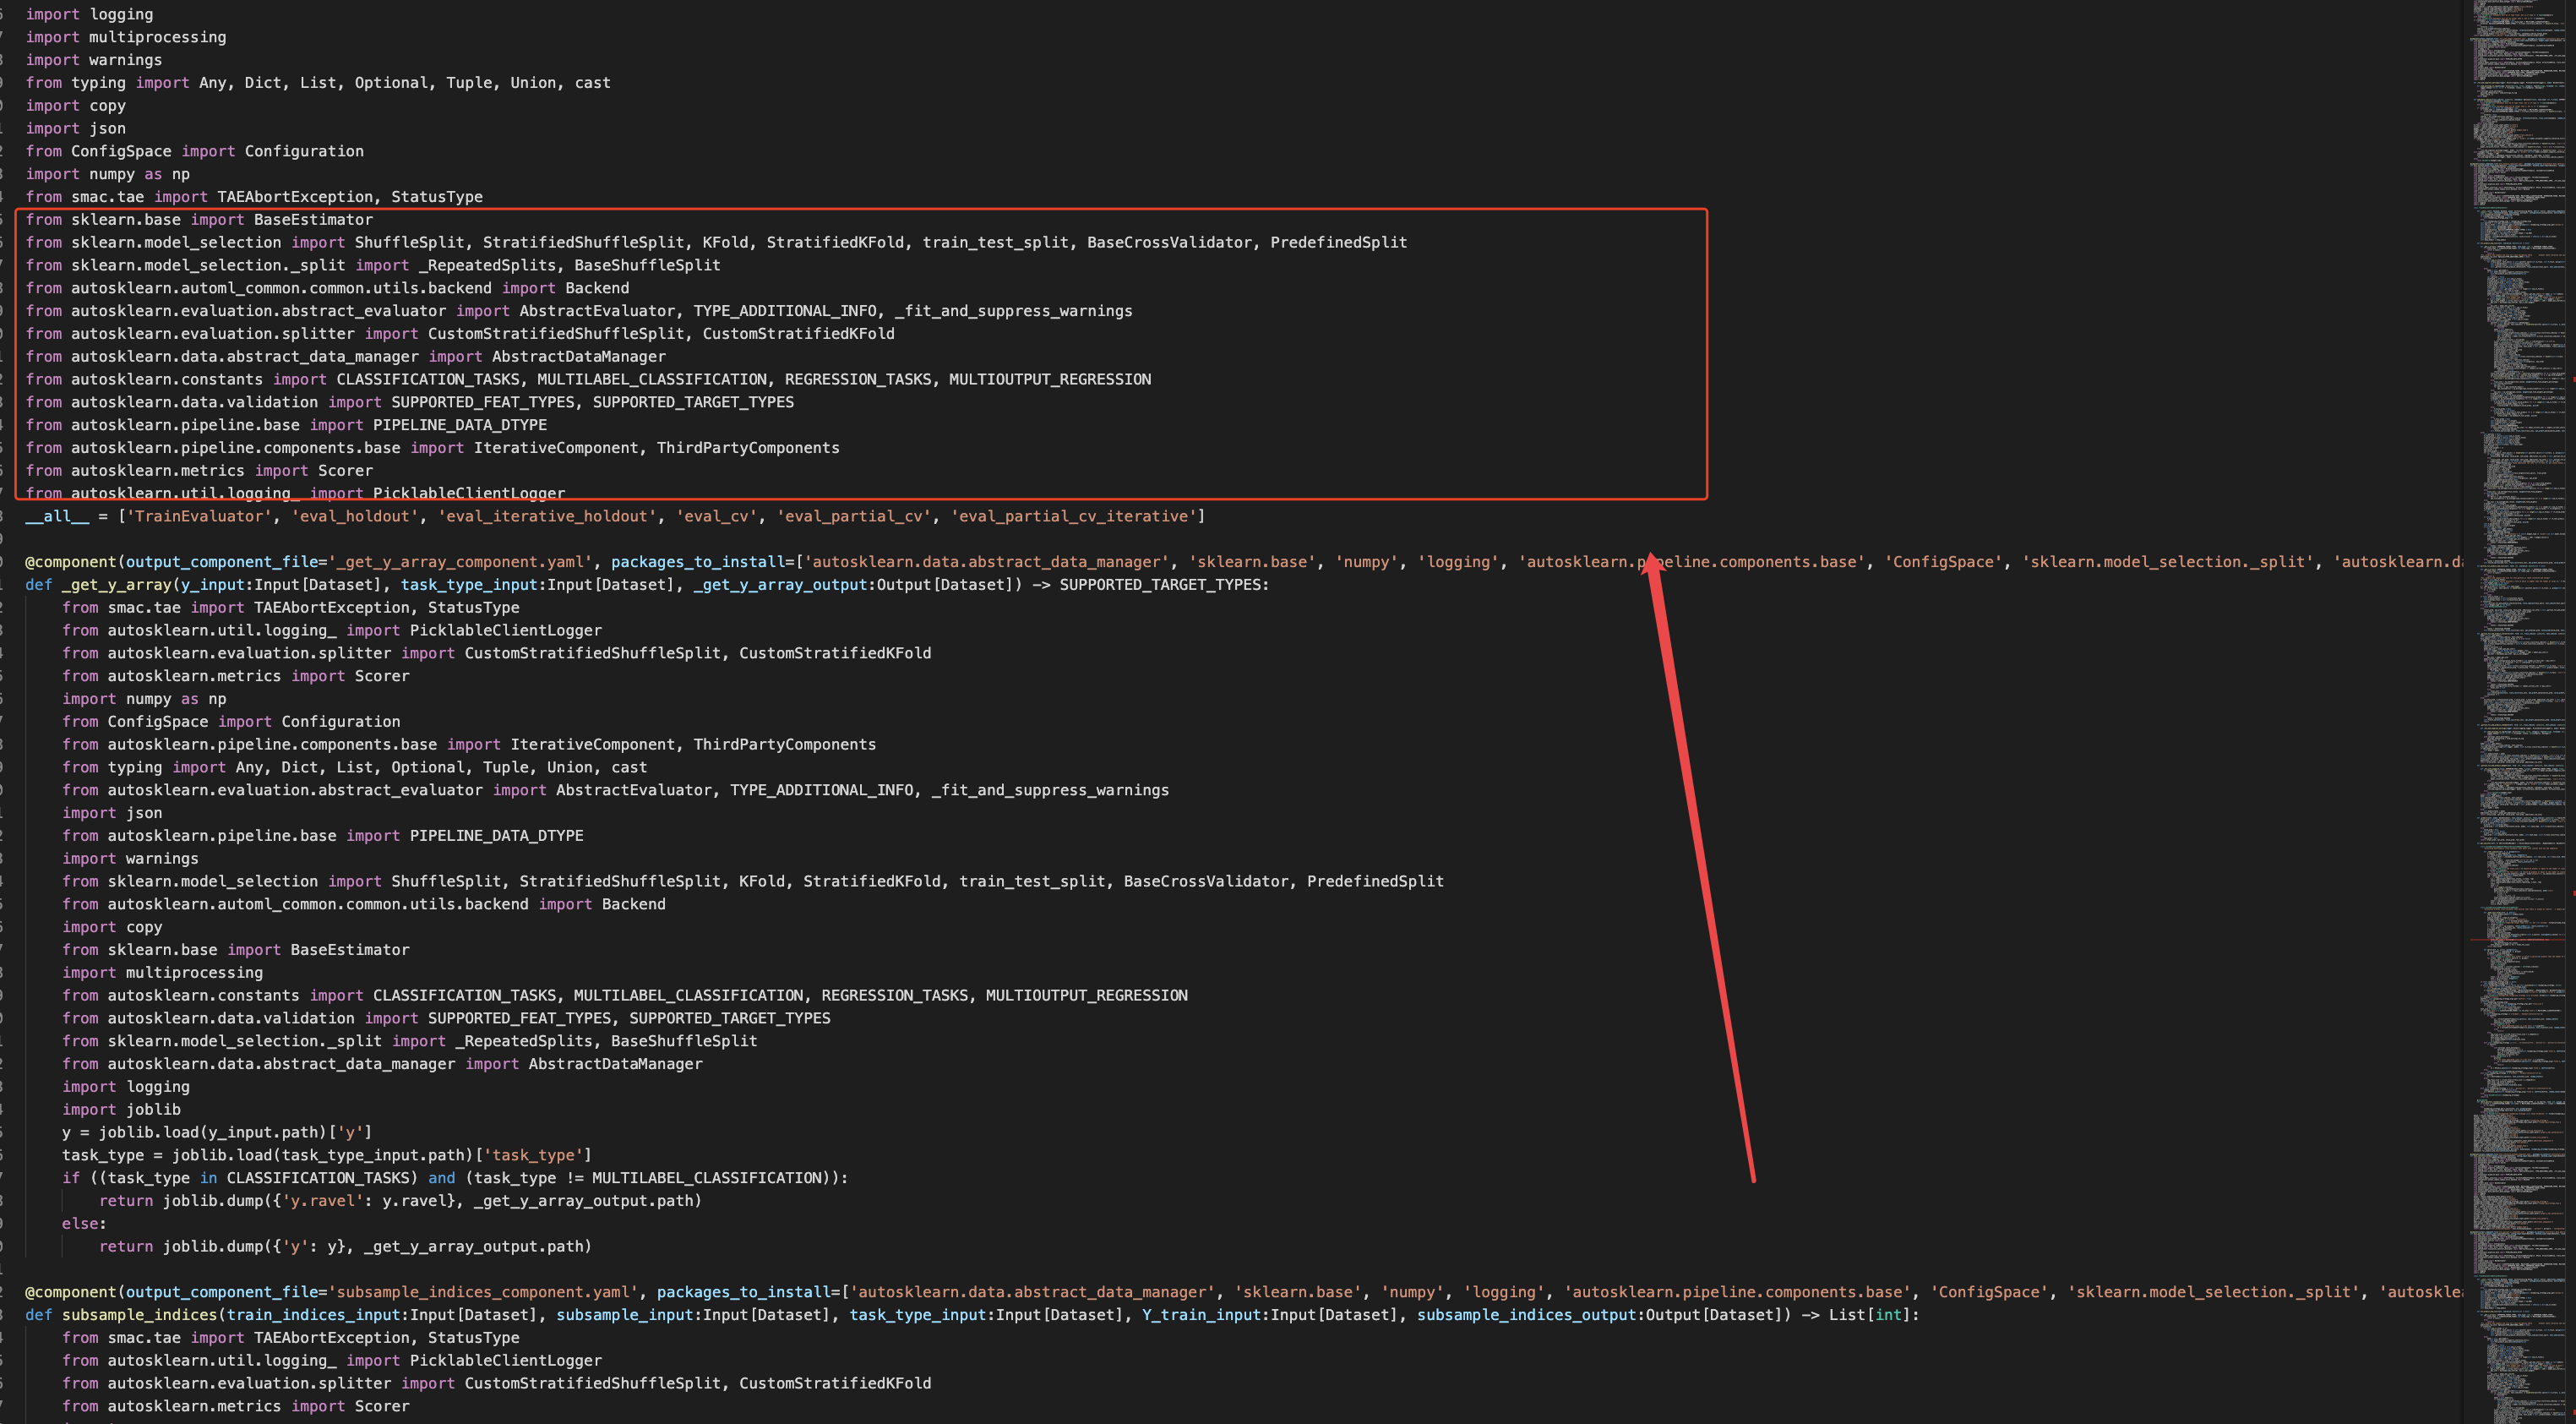 import logging
import multiprocessing
import warnings
from typing import Any, Dict, List, Optional, Tuple, Union, cast
import copy
import json
from ConfigSpace import Configuration
import numpy as np
from smac.tae import TAEAbortException, StatusType
from sklearn.base import BaseEstimator
from sklearn.model_selection import ShuffleSplit, StratifiedShuffleSplit, KFold, StratifiedKFold, train_test_split, BaseCrossValidator, PredefinedSplit
from sklearn.model_selection._split import _RepeatedSplits, BaseShuffleSplit
from autosklearn.automl_common.common.utils.backend import Backend
from autosklearn.evaluation.abstract_evaluator import AbstractEvaluator, TYPE_ADDITIONAL_INFO, _fit_and_suppress_warnings
from autosklearn.evaluation.splitter import CustomStratifiedShuffleSplit, CustomStratifiedKFold
from autosklearn.data.abstract_data_manager import AbstractDataManager
from autosklearn.constants import CLASSIFICATION_TASKS, MULTILABEL_CLASSIFICATION, REGRESSION_TASKS, MULTIOUTPUT_REGRESSION
from autosklearn.data.validation import SUPPORTED_FEAT_TYPES, SUPPORTED_TARGET_TYPES
from autosklearn.pipeline.base import PIPELINE_DATA_DTYPE
from autosklearn.pipeline.components.base import IterativeComponent, ThirdPartyComponents
from autosklearn.metrics import Scorer
from autosklearn.util.logging_ import PicklableClientLogger
__all__ = ['TrainEvaluator', 'eval_holdout', 'eval_iterative_holdout', 'eval_cv', 'eval_partial_cv', 'eval_partial_cv_iterative']
@component(output_component_file='_get_y_array_component.yaml', packages_to_install=['autosklearn.data.abstract_data_manager', 'sklearn.base', 'numpy', 'logging', 'autosklearn.pipeline.components.base', 'ConfigSpace', 'sklearn.model_selection._split', 'autosklearn.d
def _get_y_array(y_input:Input[Dataset], task_type_input:Input[Dataset], _get_y_array_output:Output[Dataset]) -> SUPPORTED_TARGET_TYPES:
from smac.tae import TAEAbortException, StatusType
from autosklearn.util.logging_ import PicklableClientLogger
from autosklearn.evaluation.splitter import CustomStratifiedShuffleSplit, CustomStratifiedKFold
from autosklearn.metrics import Scorer
import numpy as np
from ConfigSpace import Configuration
from autosklearn.pipeline.components.base import IterativeComponent, ThirdPartyComponents
from typing import Any, Dict, List, Optional, Tuple, Union, cast
from autosklearn.evaluation.abstract_evaluator import AbstractEvaluator, TYPE_ADDITIONAL_INFO, _fit_and_suppress_warnings
import json
from autosklearn.pipeline.base import PIPELINE_DATA_DTYPE
import warnings
from sklearn.model_selection import ShuffleSplit, StratifiedShuffleSplit, KFold, StratifiedKFold, train_test_split, BaseCrossValidator, PredefinedSplit
from autosklearn.automl_common.common.utils.backend import Backend
import copy
from sklearn.base import BaseEstimator
import multiprocessing
from autosklearn.constants import CLASSIFICATION_TASKS, MULTILABEL_CLASSIFICATION, REGRESSION_TASKS, MULTIOUTPUT_REGRESSION
from autosklearn.data.validation import SUPPORTED_FEAT_TYPES, SUPPORTED_TARGET_TYPES
from sklearn.model_selection._split import _RepeatedSplits, BaseShuffleSplit
from autosklearn.data.abstract_data_manager import AbstractDataManager
import logging
import joblib
y = joblib.load(y_input.path)['y']
task_type = joblib.load(task_type_input.path)['task_type']
if ((task_type in CLASSIFICATION_TASKS) and (task_type != MULTILABEL_CLASSIFICATION)):
return joblib.dump({'y.ravel': y.ravel}, _get_y_array_output.path)
else:
return joblib.dump({'y': y}, _get_y_array_output.path)
@component(output_component_file='subsample_indices_component.yaml', packages_to_install=['autosklearn.data.abstract_data_manager', 'sklearn.base', 'numpy', 'logging', 'autosklearn.pipeline.components.base', 'ConfigSpace', 'sklearn.model_selection._split', 'autoskle
def subsample_indices(train_indices_input:Input[Dataset], subsample_input:Input[Dataset], task_type_input:Input[Dataset], Y_train_input:Input[Dataset], subsample_indices_output:Output[Dataset]) -> List[int]:
from smac.tae import TAEAbortException, StatusType
from autosklearn.util.logging_ import PicklableClientLogger
from autosklearn.evaluation.splitter import CustomStratifiedShuffleSplit, CustomStratifiedKFold
from autosklearn.metrics import Scorer